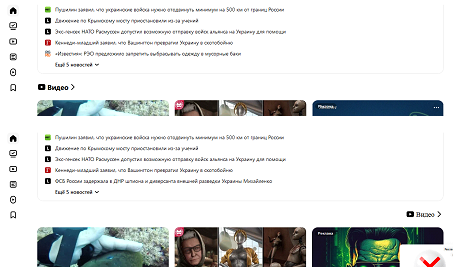 Пушилин заявил, что украинские войска нужно отодвинуть минимум на 500 км от границ России
Движение по Крымскому мосту приостановили из-за учений
Экс-генсек НАТО Расмуссен допустил возможную отправку войск альянса на Украину для помощи
Кеннеди-младший заявил, что Вашингтон превратил Украину в скотобойню
«Известия»: РЭО предложило запретить выбрасывать одежду в мусорные баки
Ещё 5 новостей
Видео
Реклама
Пушилин заявил, что украинские войска нужно отодвинуть минимум на 500 км от границ России
Движение по Крымскому мосту приостановили из-за учений
Экс-генсек НАТО Расмуссен допустил возможную отправку войск альянса на Украину для помощи
Кеннеди-младший заявил, что Вашингтон превратил Украину в скотобойню
ФСБ России задержала в ДНР шпиона и диверсанта внешней разведки Украины Михайленко
Ещё 5 новостей
Видео
Реклама